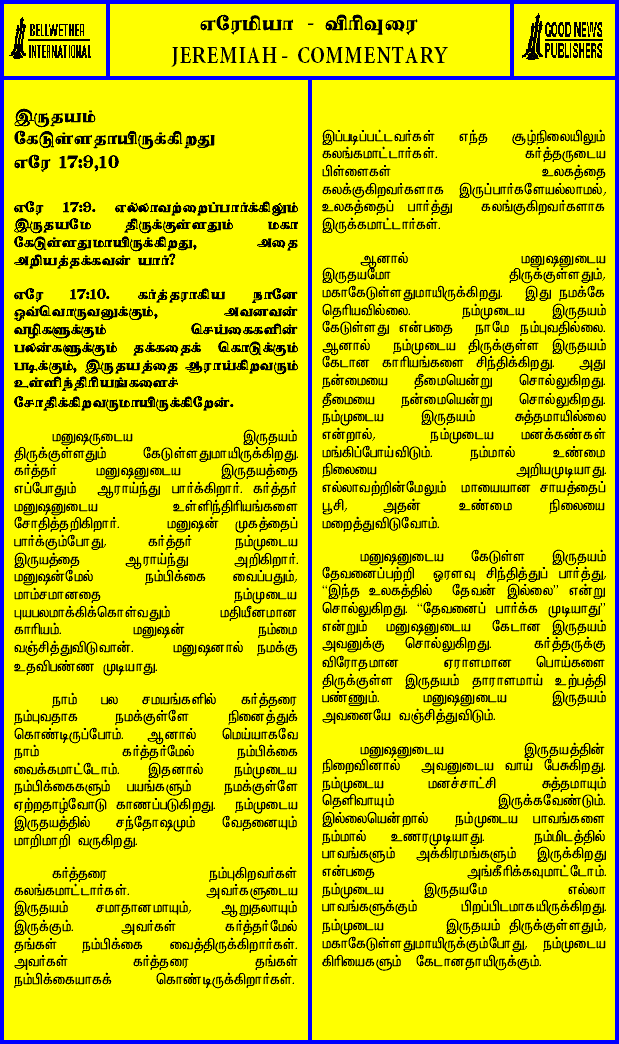 BELLWETHER
INTERNATIONAL
எரேமியா - விரிவுரை
JEREMIAH - COMMENTARY
GOOD NEWS
PUBLISHERS
இருதயம்
கேடுள்ளதாயிருக்கிறது
எரே 17:9,10
எரே 17:9. எல்லாவற்றைப்பார்க்கிலும்
இருதயமே திருக்குள்ளதும் மகா
கேடுள்ளதுமாயிருக்கிறது, அதை
அறியத்தக்கவன் யார்?
எரே 17:10. கர்த்தராகிய நானே
ஒவ்வொருவனுக்கும், அவனவன்
வழிகளுக்கும் செய்கைகளின்
பலன்களுக்கும் தக்கதைக் கொடுக்கும்
படிக்கும், இருதயத்தை ஆராய்கிறவரும்
உள்ளிந்திரியங்களைச்
சோதிக்கிறவருமாயிருக்கிறேன்.
மனுஷருடைய இருதயம்
திருக்குள்ளதும் கேடுள்ளதுமாயிருக்கிறது.
கர்த்தர் மனுஷனுடைய இருதயத்தை
எப்போதும் ஆராய்ந்து பார்க்கிறார். கர்த்தர்
மனுஷனுடைய உள்ளிந்திரியங்களை
சோதித்தறிகிறார். மனுஷன் முகத்தைப்
பார்க்கும்போது, கர்த்தர் நம்முடைய
இருயத்தை ஆராய்ந்து அறிகிறார்.
மனுஷன்மேல் நம்பிக்கை வைப்பதும்,
மாம்சமானதை நம்முடைய
புயபலமாக்கிக்கொள்வதும் மதியீனமான
காரியம். மனுஷன் நம்மை
வஞ்சித்துவிடுவான். மனுஷனால் நமக்கு
உதவிபண்ண முடியாது.
நாம் பல சமயங்களில் கர்த்தரை
நம்புவதாக நமக்குள்ளே நினைத்துக்
கொண்டிருப்போம். ஆனால் மெய்யாகவே
நாம் கர்த்தர்மேல் நம்பிக்கை
வைக்கமாட்டோம். இதனால் நம்முடைய
நம்பிக்கைகளும் பயங்களும் நமக்குள்ளே
ஏற்றதாழ்வோடு காணப்படுகிறது. நம்முடைய
இருதயத்தில் சந்தோஷமும் வேதனையும்
மாறிமாறி வருகிறது.
கர்த்தரை நம்புகிறவர்கள்
கலங்கமாட்டார்கள். அவர்களுடைய
இருதயம் சமாதானமாயும், ஆறுதலாயும்
இருக்கும். அவர்கள் கர்த்தர்மேல்
தங்கள் நம்பிக்கை வைத்திருக்கிறார்கள்.
அவர்கள் கர்த்தரை தங்கள்
நம்பிக்கையாகக் கொண்டிருக்கிறார்கள்.
இப்படிப்பட்டவர்கள் எந்த சூழ்நிலையிலும்
கலங்கமாட்டார்கள். கர்த்தருடைய
பிள்ளைகள் உலகத்தை
கலக்குகிறவர்களாக இருப்பார்களேயல்லாமல்,
உலகத்தைப் பார்த்து கலங்குகிறவர்களாக
இருக்கமாட்டார்கள்.
ஆனால் மனுஷனுடைய
இருதயமோ திருக்குள்ளதும்,
மகாகேடுள்ளதுமாயிருக்கிறது. இது நமக்கே
தெரியவில்லை. நம்முடைய இருதயம்
கேடுள்ளது என்பதை நாமே நம்புவதில்லை.
ஆனால் நம்முடைய திருக்குள்ள இருதயம்
கேடான காரியங்களை சிந்திக்கிறது. அது
நன்மையை தீமையென்று சொல்லுகிறது.
தீமையை நன்மையென்று சொல்லுகிறது.
நம்முடைய இருதயம் சுத்தமாயில்லை
என்றால், நம்முடைய மனக்கண்கள்
மங்கிப்போய்விடும். நம்மால் உண்மை
நிலையை அறியமுடியாது.
எல்லாவற்றின்மேலும் மாயையான சாயத்தைப்
பூசி, அதன் உண்மை நிலையை
மறைத்துவிடுவோம்.
மனுஷனுடைய கேடுள்ள இருதயம்
தேவனைப்பற்றி ஓரளவு சிந்தித்துப் பார்த்து,
“இந்த உலகத்தில் தேவன் இல்லை” என்று
சொல்லுகிறது. “தேவனைப் பார்க்க முடியாது”
என்றும் மனுஷனுடைய கேடான இருதயம்
அவனுக்கு சொல்லுகிறது. கர்த்தருக்கு
விரோதமான ஏராளமான பொய்களை
திருக்குள்ள இருதயம் தாராளமாய் உற்பத்தி
பண்ணும். மனுஷனுடைய இருதயம்
அவனையே வஞ்சித்துவிடும்.
மனுஷனுடைய இருதயத்தின்
நிறைவினால் அவனுடைய வாய் பேசுகிறது.
நம்முடைய மனச்சாட்சி சுத்தமாயும்
தெளிவாயும் இருக்கவேண்டும்.
இல்லையென்றால் நம்முடைய பாவங்களை
நம்மால் உணரமுடியாது. நம்மிடத்தில்
பாவங்களும் அக்கிரமங்களும் இருக்கிறது
என்பதை அங்கீரிக்கவுமாட்டோம்.
நம்முடைய இருதயமே எல்லா
பாவங்களுக்கும் பிறப்பிடமாகயிருக்கிறது.
நம்முடைய இருதயம் திருக்குள்ளதும்,
மகாகேடுள்ளதுமாயிருக்கும்போது, நம்முடைய
கிரியைகளும் கேடானதாயிருக்கும்.